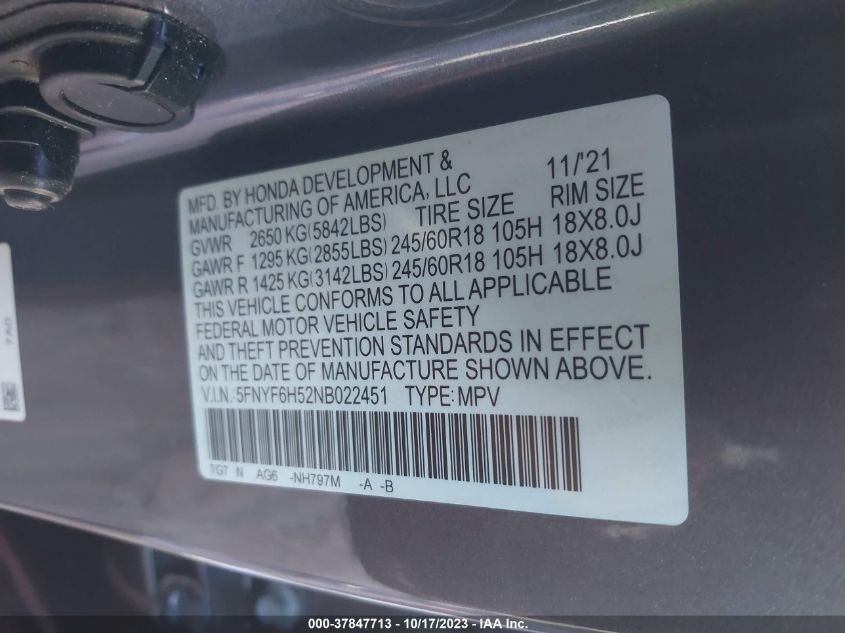 MFD. BY HONDA DEVELOPMENT & 11/'21
MANUFACTURING OF AMERICA, LLC
GVWR 2650 KG(5842LBS) TIRE SIZE RIM SIZE
GAWR F 1295 KG(2855LBS) 245/60R18 105H 18X8.0J
GAWR R 1425 KG(3142LBS) 245/60R18 105H 18X8.0J
THIS VEHICLE CONFORMS TO ALL APPLICABLE
FEDERAL MOTOR VEHICLE SAFETY
AND THEFT PREVENTION STANDARDS IN EFFECT
ON THE DATE OF MANUFACTURE SHOWN ABOVE.
V.I.N.: 5FNYF6H52NB022451 TYPE: MPV
TG7 N AG6 -NH797M -A -B
7A0
000-37847713 - 10/17/2023 - IAA Inc.